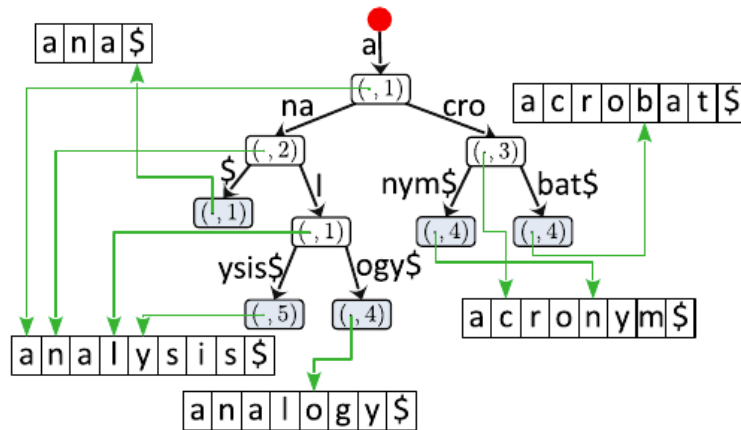 a
ana$
( ,1)
acrobat$
na
cro
( ,2)
( ,3)
$
l
nym$
bat$
( ,1)
( ,1)
( ,4)
( ,4)
ysis$
ogy$
( ,5)
( ,4)
acronym$
analysis$
analogy$